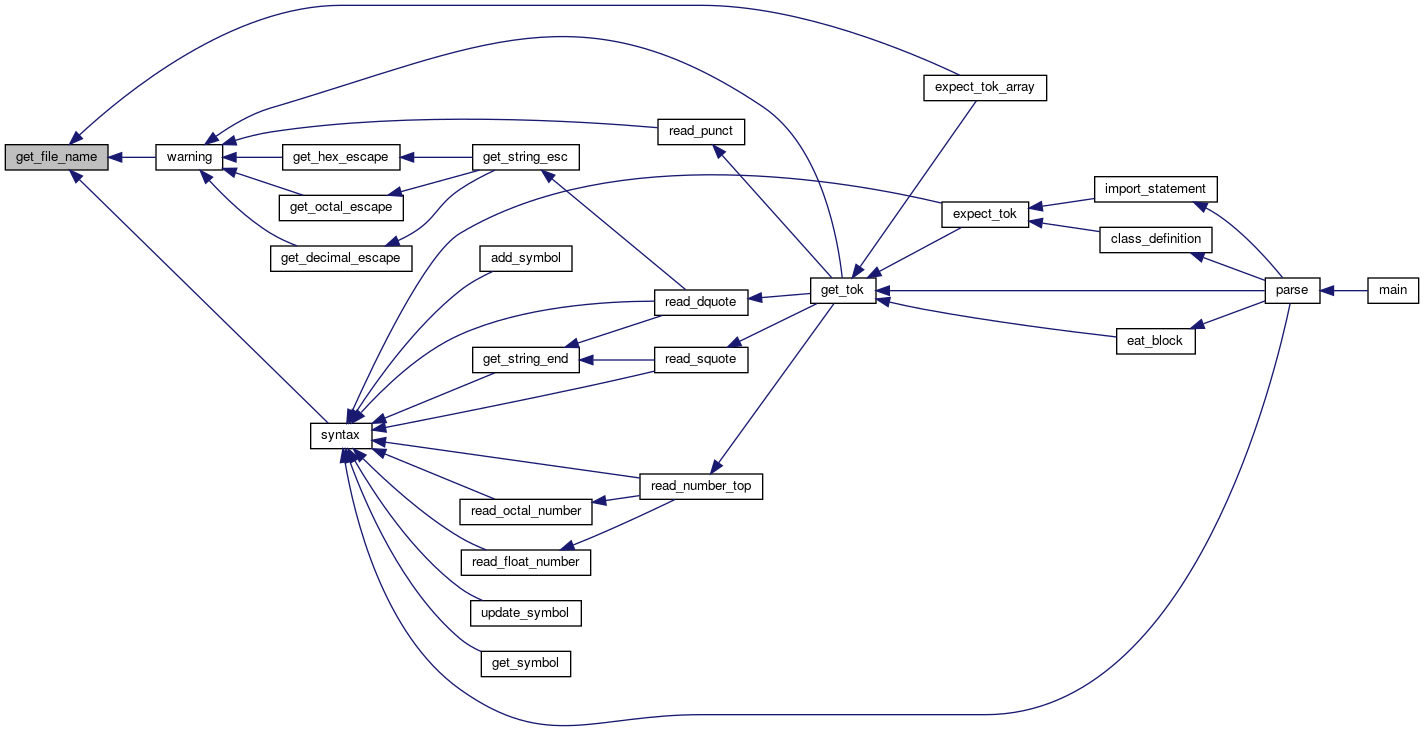 get_file_name
warning
syntax
get_hex_escape
get_octal_escape
get_decimal_escape
get_string_esc
add_symbol
get_string_end
read_octal_number
read_float_number
update_symbol
get_symbol
read_punct
read_dquote
read_squote
read_number_top
get_tok
expect_tok_array
expect_tok
import_statement
class_definition
eat_block
parse
main